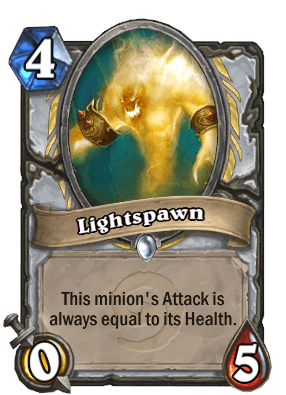 4
Lightspawn
This minion's Attack is
always equal to its Health.
0
5